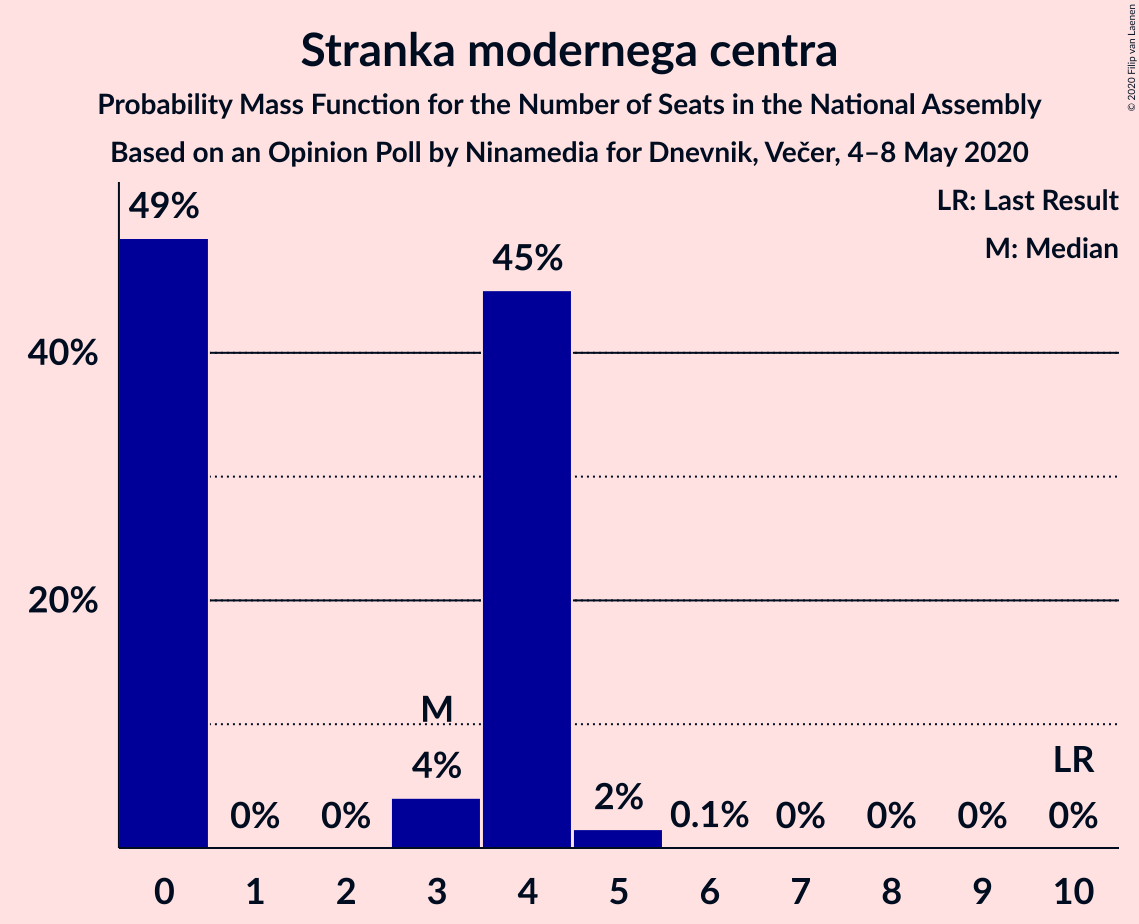 Stranka modernega centra
Probability Mass Function for the Number of Seats in the National Assembly
Based on an Opinion Poll by Ninamedia for Dnevnik, Večer, 4–8 May 2020
© 2020 Filip van Laenen
LR: Last Result
M: Median
49%
45%
40%
20%
M
4%
LR
0%
0%
2%
0.1%
0%
0%
0%
0%
0 1 2 3 4 5 6 7 8 9 10